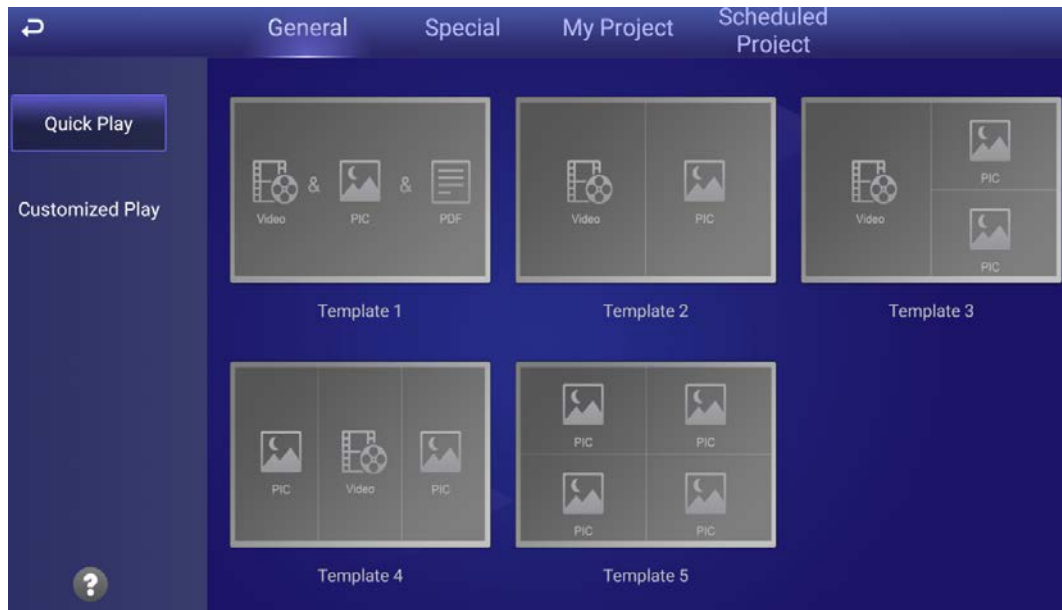 General
Special
My Project
Scheduled
Project
Quick Play
Customized Play
Video & PIC & PDF
Template 1
Video PIC
Template 2
Video PIC
PIC
Template 3
PIC Video PIC
Template 4
PIC PIC
PIC PIC
Template 5
?